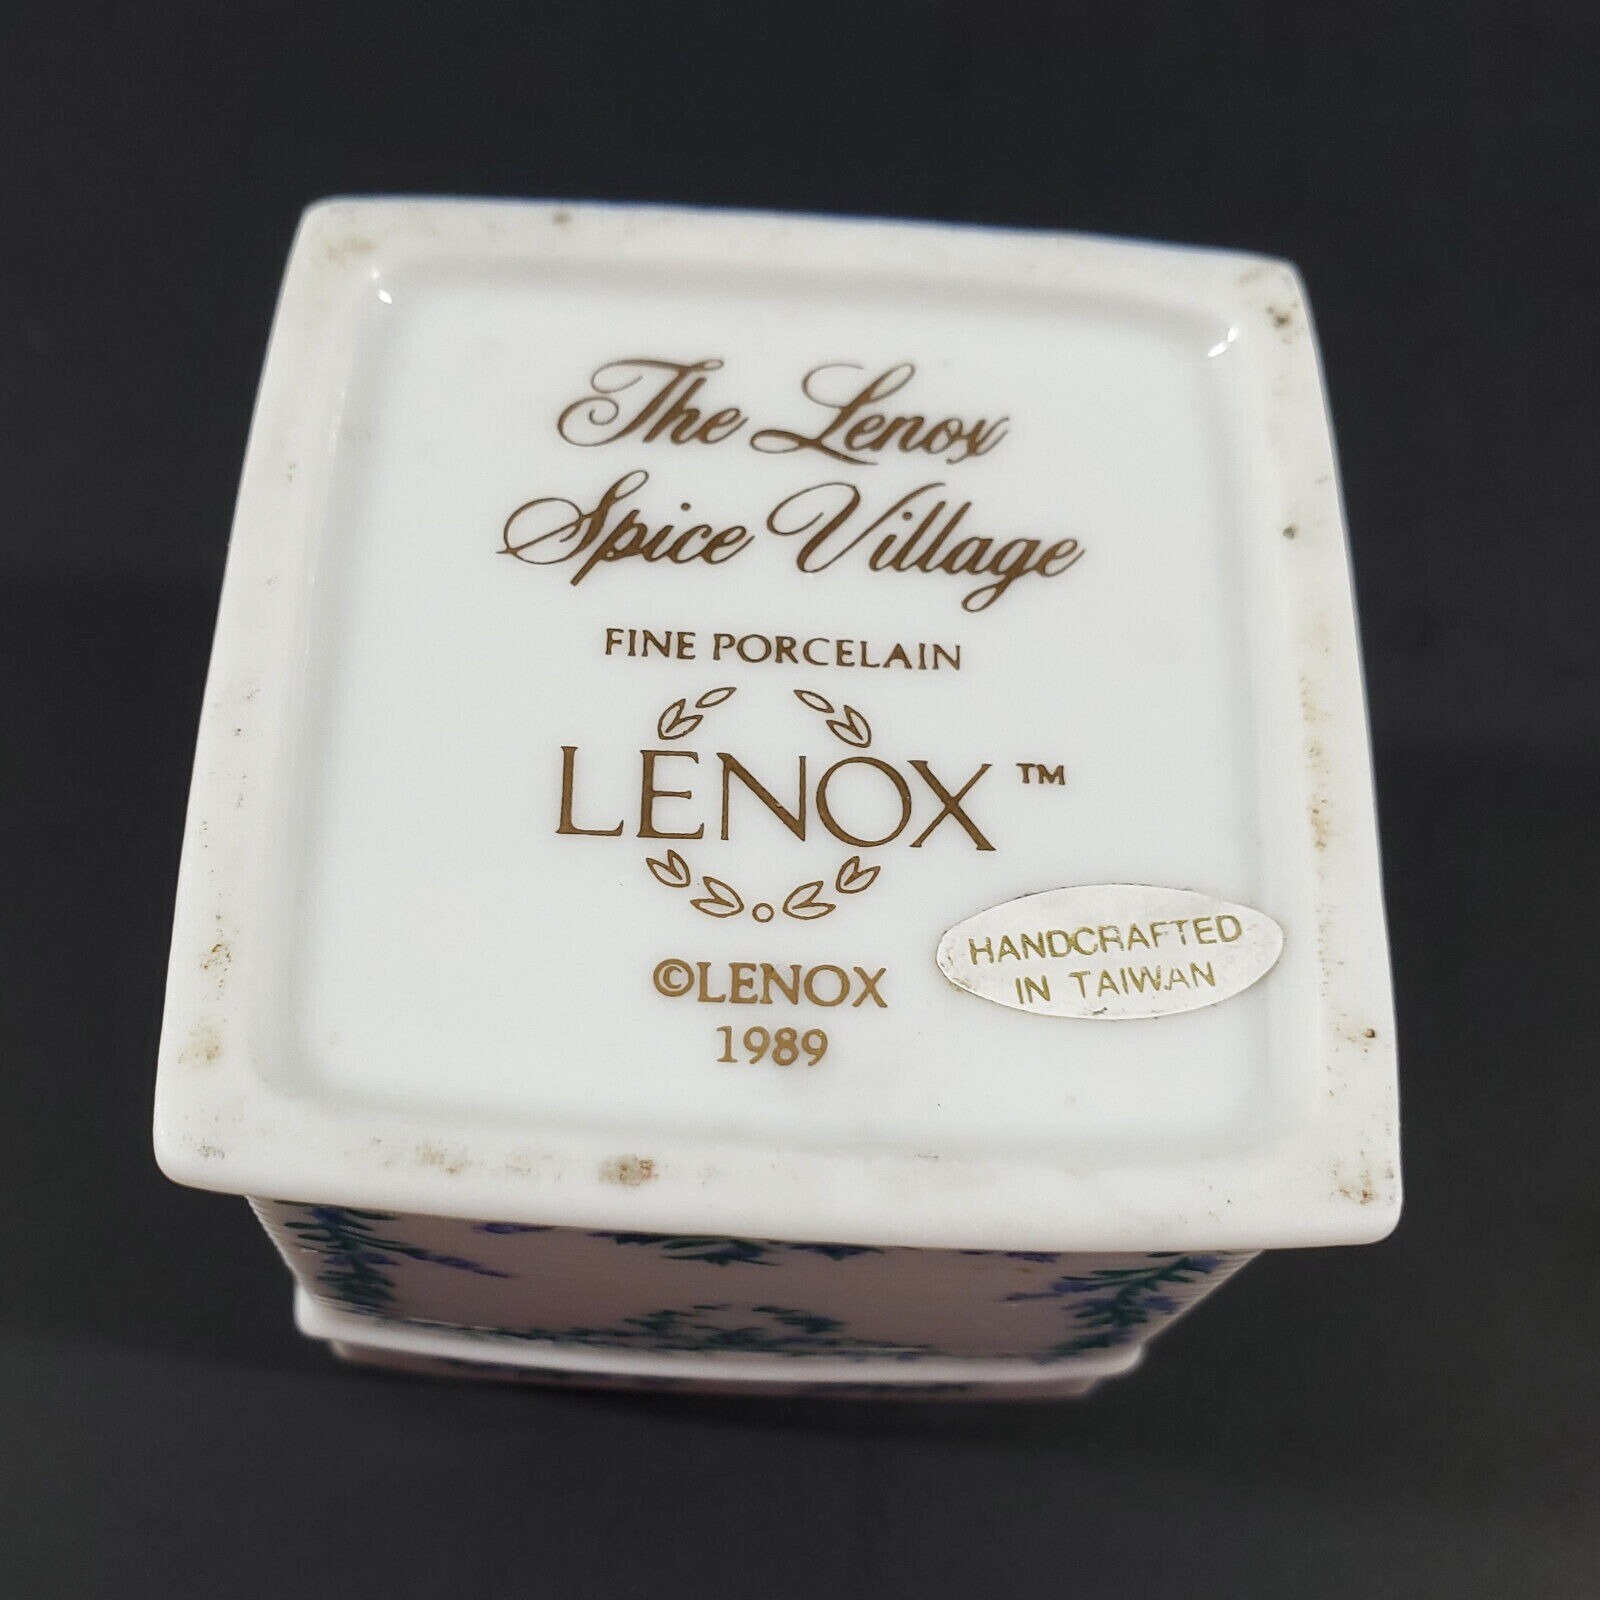 The Lenox
Spice Village
FINE PORCELAIN
LENOX™
©LENOX
1989
HANDCRAFTED
IN TAIWAN